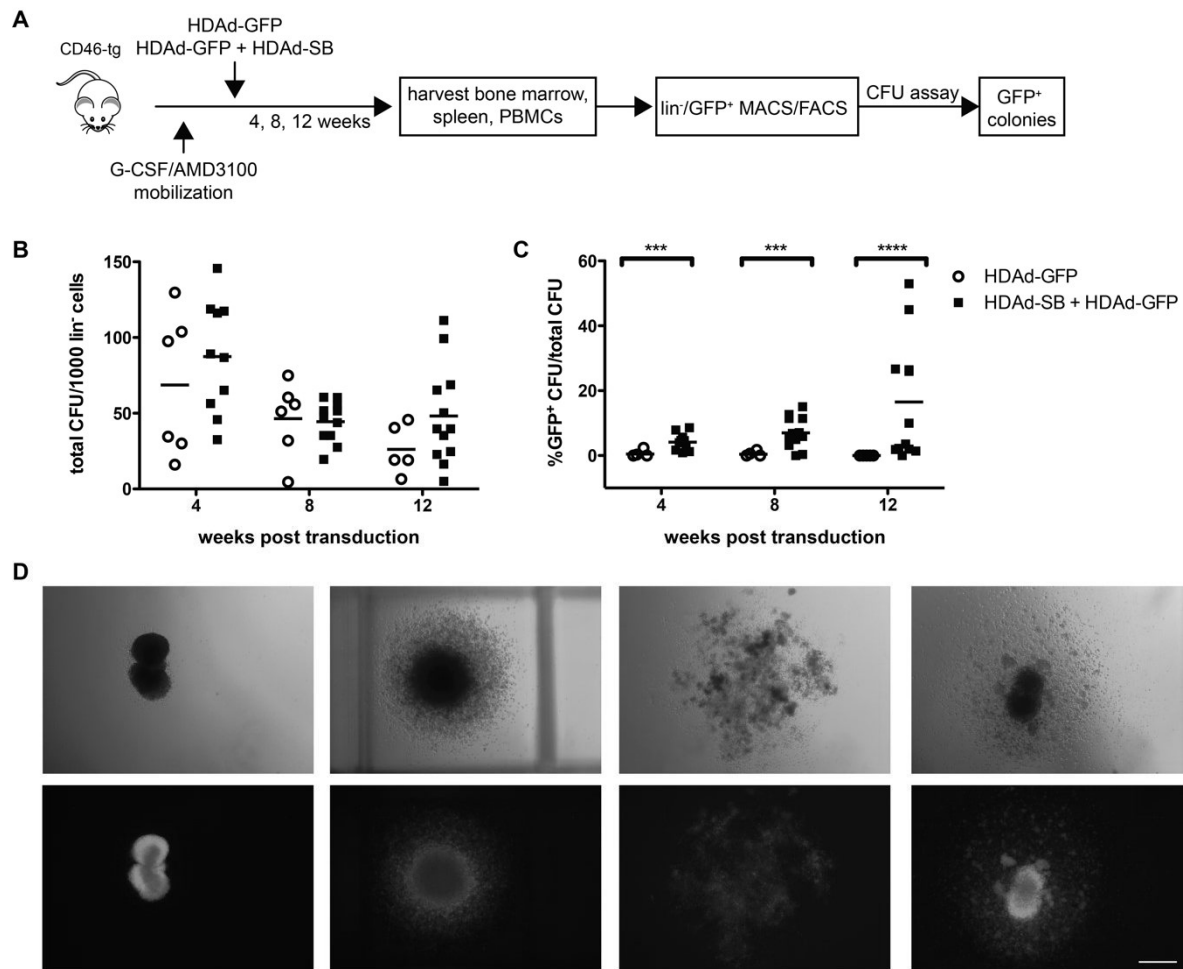 A
HDAd-GFP
HDAd-GFP + HDAd-SB
CD46-tg
4, 8, 12 weeks
G-CSF/AMD3100
mobilization
harvest bone marrow,
spleen, PBMCs
lin⁻/GFP⁺ MACS/FACS
CFU assay
GFP⁺
colonies
B
total CFU/1000 lin⁻ cells
150
100
50
0
4
8
12
weeks post transduction
C
%GFP⁺ CFU/total CFU
60
40
20
0
***
***
****
4
8
12
weeks post transduction
HDAd-GFP
HDAd-SB + HDAd-GFP
D